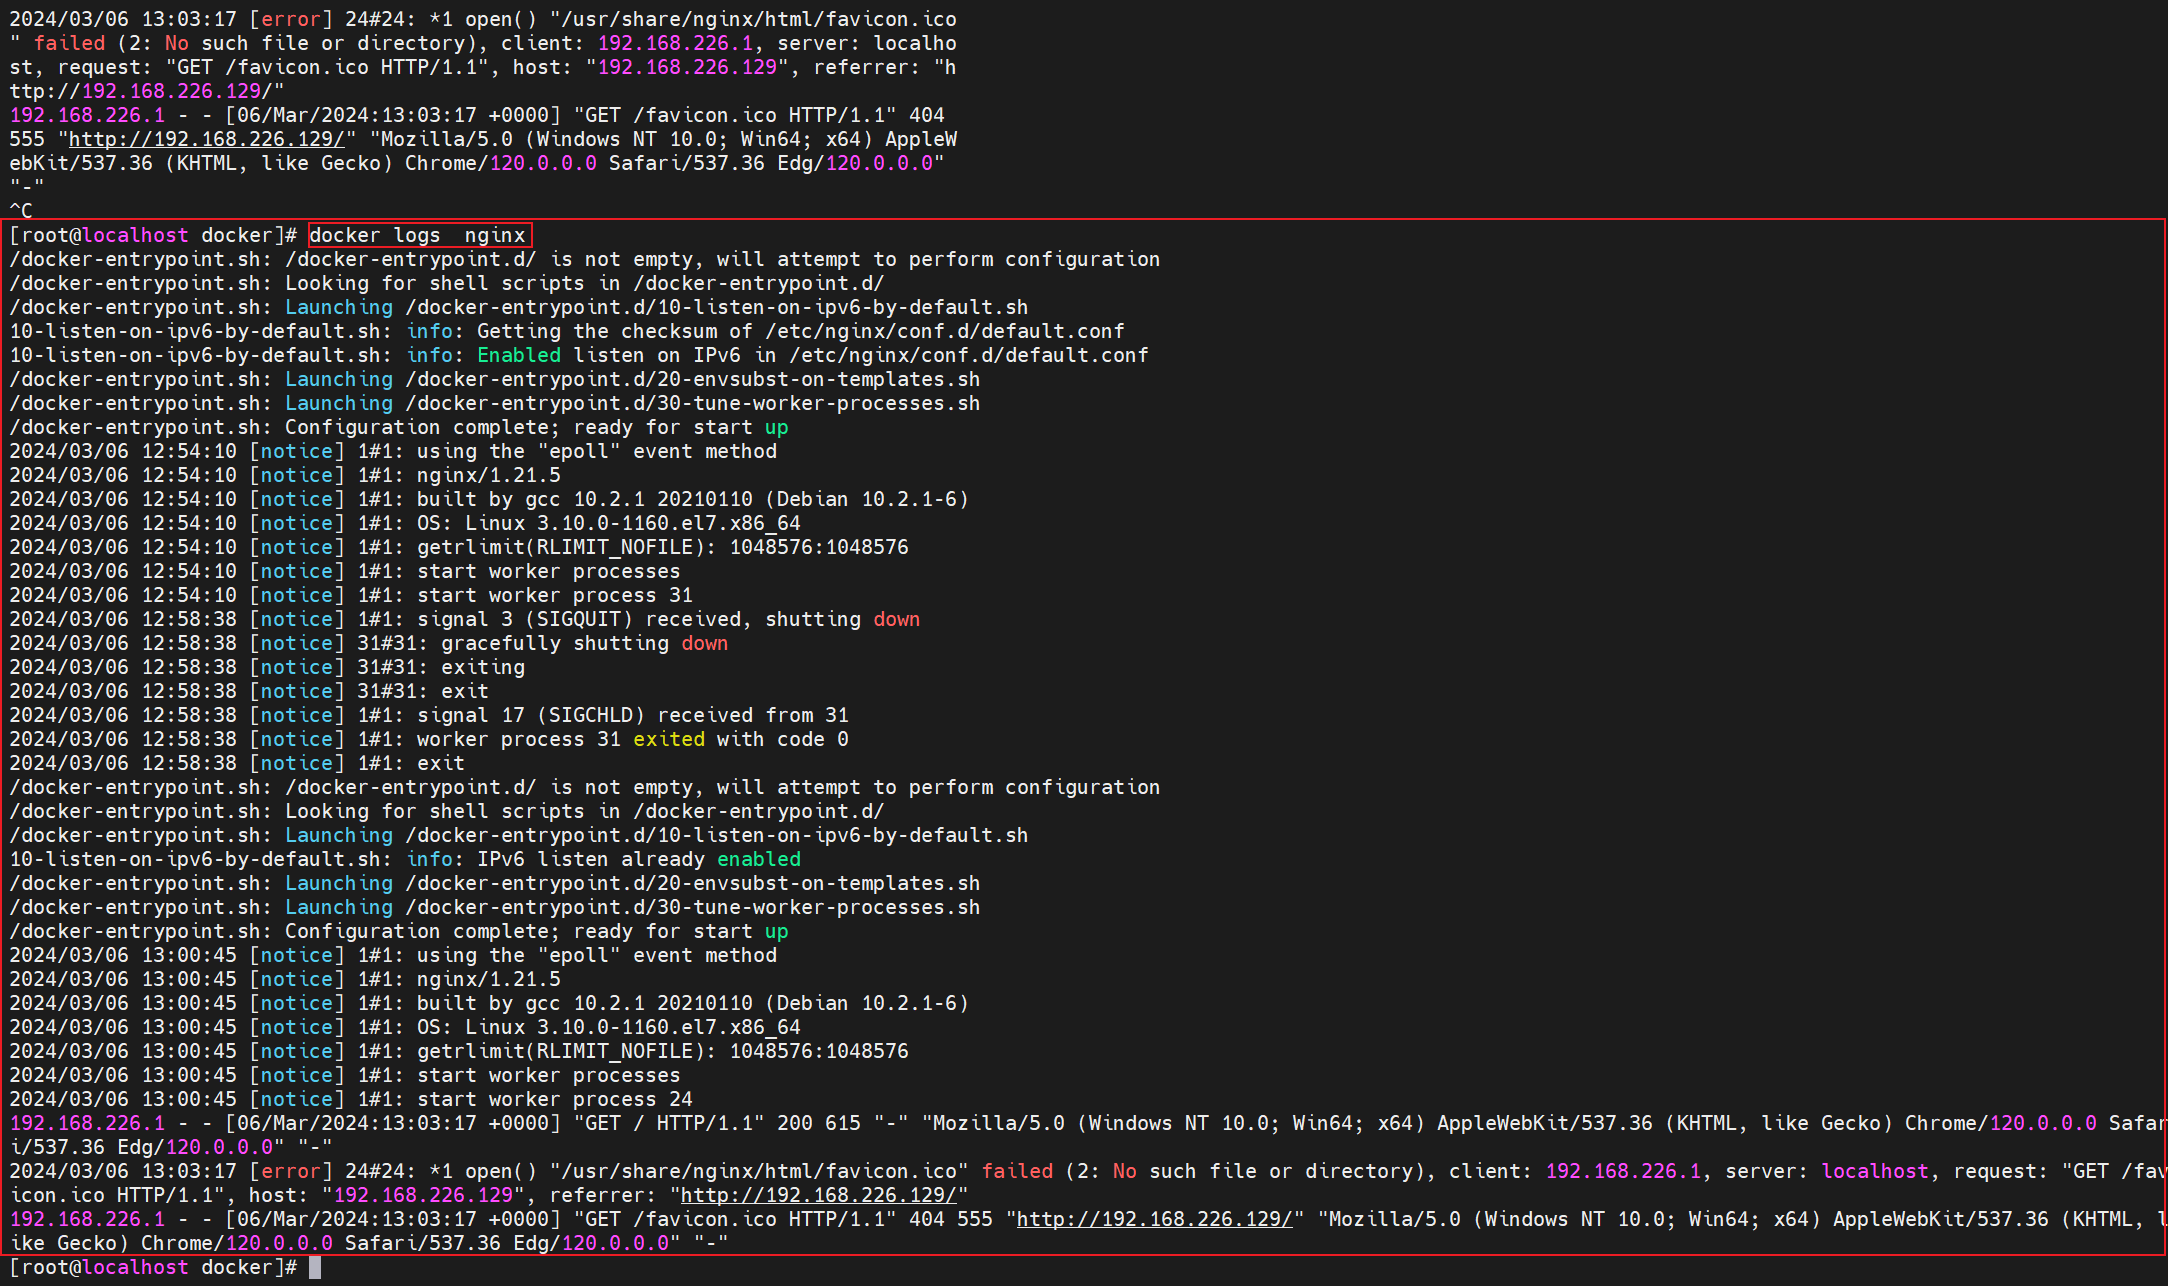 2024/03/06 13:03:17 [error] 24#24: *1 open() "/usr/share/nginx/html/favicon.ico
" failed (2: No such file or directory), client: 192.168.226.1, server: localho
st, request: "GET /favicon.ico HTTP/1.1", host: "192.168.226.129", referrer: "h
ttp://192.168.226.129/"
192.168.226.1 - - [06/Mar/2024:13:03:17 +0000] "GET /favicon.ico HTTP/1.1" 404
555 "http://192.168.226.129/" "Mozilla/5.0 (Windows NT 10.0; Win64; x64) AppleW
ebKit/537.36 (KHTML, like Gecko) Chrome/120.0.0.0 Safari/537.36 Edg/120.0.0.0"
"-"
^C
[root@localhost docker]# docker logs  nginx
/docker-entrypoint.sh: /docker-entrypoint.d/ is not empty, will attempt to perform configuration
/docker-entrypoint.sh: Looking for shell scripts in /docker-entrypoint.d/
/docker-entrypoint.sh: Launching /docker-entrypoint.d/10-listen-on-ipv6-by-default.sh
10-listen-on-ipv6-by-default.sh: info: Getting the checksum of /etc/nginx/conf.d/default.conf
10-listen-on-ipv6-by-default.sh: info: Enabled listen on IPv6 in /etc/nginx/conf.d/default.conf
/docker-entrypoint.sh: Launching /docker-entrypoint.d/20-envsubst-on-templates.sh
/docker-entrypoint.sh: Launching /docker-entrypoint.d/30-tune-worker-processes.sh
/docker-entrypoint.sh: Configuration complete; ready for start up
2024/03/06 12:54:10 [notice] 1#1: using the "epoll" event method
2024/03/06 12:54:10 [notice] 1#1: nginx/1.21.5
2024/03/06 12:54:10 [notice] 1#1: built by gcc 10.2.1 20210110 (Debian 10.2.1-6)
2024/03/06 12:54:10 [notice] 1#1: OS: Linux 3.10.0-1160.el7.x86_64
2024/03/06 12:54:10 [notice] 1#1: getrlimit(RLIMIT_NOFILE): 1048576:1048576
2024/03/06 12:54:10 [notice] 1#1: start worker processes
2024/03/06 12:54:10 [notice] 1#1: start worker process 31
2024/03/06 12:58:38 [notice] 1#1: signal 3 (SIGQUIT) received, shutting down
2024/03/06 12:58:38 [notice] 31#31: gracefully shutting down
2024/03/06 12:58:38 [notice] 31#31: exiting
2024/03/06 12:58:38 [notice] 31#31: exit
2024/03/06 12:58:38 [notice] 1#1: signal 17 (SIGCHLD) received from 31
2024/03/06 12:58:38 [notice] 1#1: worker process 31 exited with code 0
2024/03/06 12:58:38 [notice] 1#1: exit
/docker-entrypoint.sh: /docker-entrypoint.d/ is not empty, will attempt to perform configuration
/docker-entrypoint.sh: Looking for shell scripts in /docker-entrypoint.d/
/docker-entrypoint.sh: Launching /docker-entrypoint.d/10-listen-on-ipv6-by-default.sh
10-listen-on-ipv6-by-default.sh: info: IPv6 listen already enabled
/docker-entrypoint.sh: Launching /docker-entrypoint.d/20-envsubst-on-templates.sh
/docker-entrypoint.sh: Launching /docker-entrypoint.d/30-tune-worker-processes.sh
/docker-entrypoint.sh: Configuration complete; ready for start up
2024/03/06 13:00:45 [notice] 1#1: using the "epoll" event method
2024/03/06 13:00:45 [notice] 1#1: nginx/1.21.5
2024/03/06 13:00:45 [notice] 1#1: built by gcc 10.2.1 20210110 (Debian 10.2.1-6)
2024/03/06 13:00:45 [notice] 1#1: OS: Linux 3.10.0-1160.el7.x86_64
2024/03/06 13:00:45 [notice] 1#1: getrlimit(RLIMIT_NOFILE): 1048576:1048576
2024/03/06 13:00:45 [notice] 1#1: start worker processes
2024/03/06 13:00:45 [notice] 1#1: start worker process 24
192.168.226.1 - - [06/Mar/2024:13:03:17 +0000] "GET / HTTP/1.1" 200 615 "-" "Mozilla/5.0 (Windows NT 10.0; Win64; x64) AppleWebKit/537.36 (KHTML, like Gecko) Chrome/120.0.0.0 Safar
i/537.36 Edg/120.0.0.0" "-"
2024/03/06 13:03:17 [error] 24#24: *1 open() "/usr/share/nginx/html/favicon.ico" failed (2: No such file or directory), client: 192.168.226.1, server: localhost, request: "GET /fav
icon.ico HTTP/1.1", host: "192.168.226.129", referrer: "http://192.168.226.129/"
192.168.226.1 - - [06/Mar/2024:13:03:17 +0000] "GET /favicon.ico HTTP/1.1" 404 555 "http://192.168.226.129/" "Mozilla/5.0 (Windows NT 10.0; Win64; x64) AppleWebKit/537.36 (KHTML, l
ike Gecko) Chrome/120.0.0.0 Safari/537.36 Edg/120.0.0.0" "-"
[root@localhost docker]#